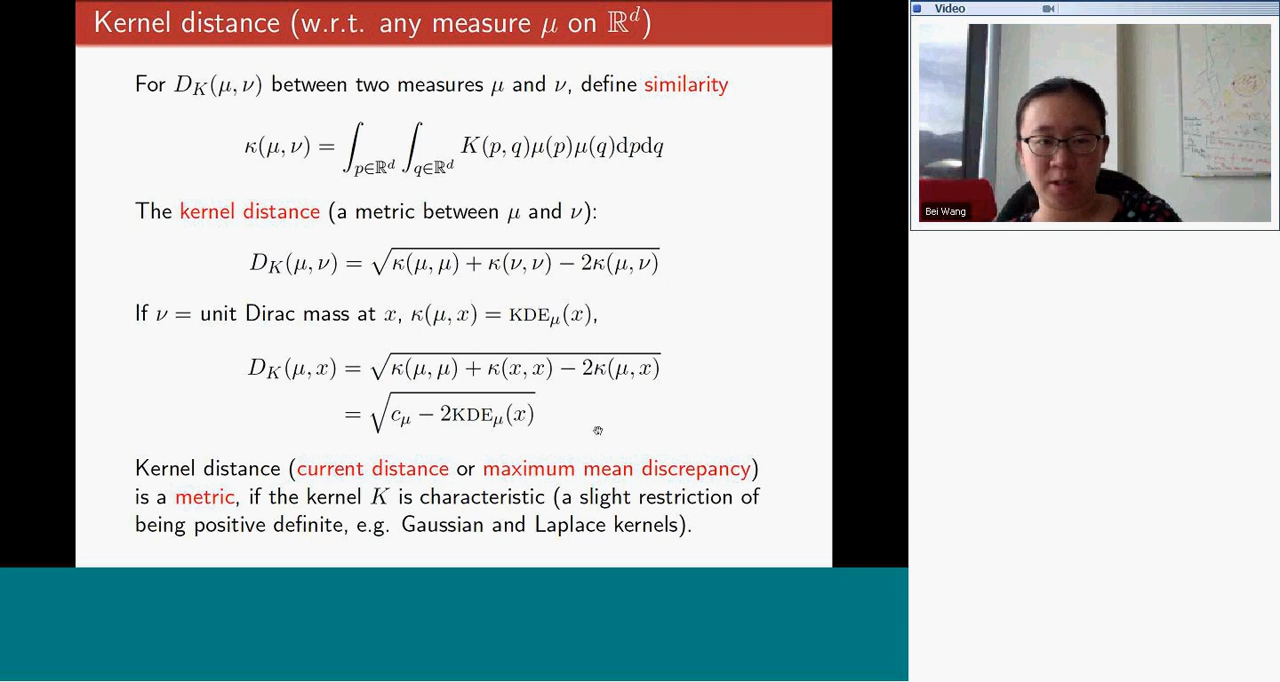 Kernel distance (w.r.t. any measure μ on ℝᵈ)
For D_K(μ, ν) between two measures μ and ν, define similarity
κ(μ, ν) = ∫_{p∈ℝᵈ} ∫_{q∈ℝᵈ} K(p, q)μ(p)μ(q)dpdq
The kernel distance (a metric between μ and ν):
D_K(μ, ν) = √(κ(μ, μ) + κ(ν, ν) − 2κ(μ, ν))
If ν = unit Dirac mass at x, κ(μ, x) = KDE_μ(x),
D_K(μ, x) = √(κ(μ, μ) + κ(x, x) − 2κ(μ, x))
= √(c_μ − 2KDE_μ(x))
Kernel distance (current distance or maximum mean discrepancy)
is a metric, if the kernel K is characteristic (a slight restriction of
being positive definite, e.g. Gaussian and Laplace kernels).
Video
Bei Wang